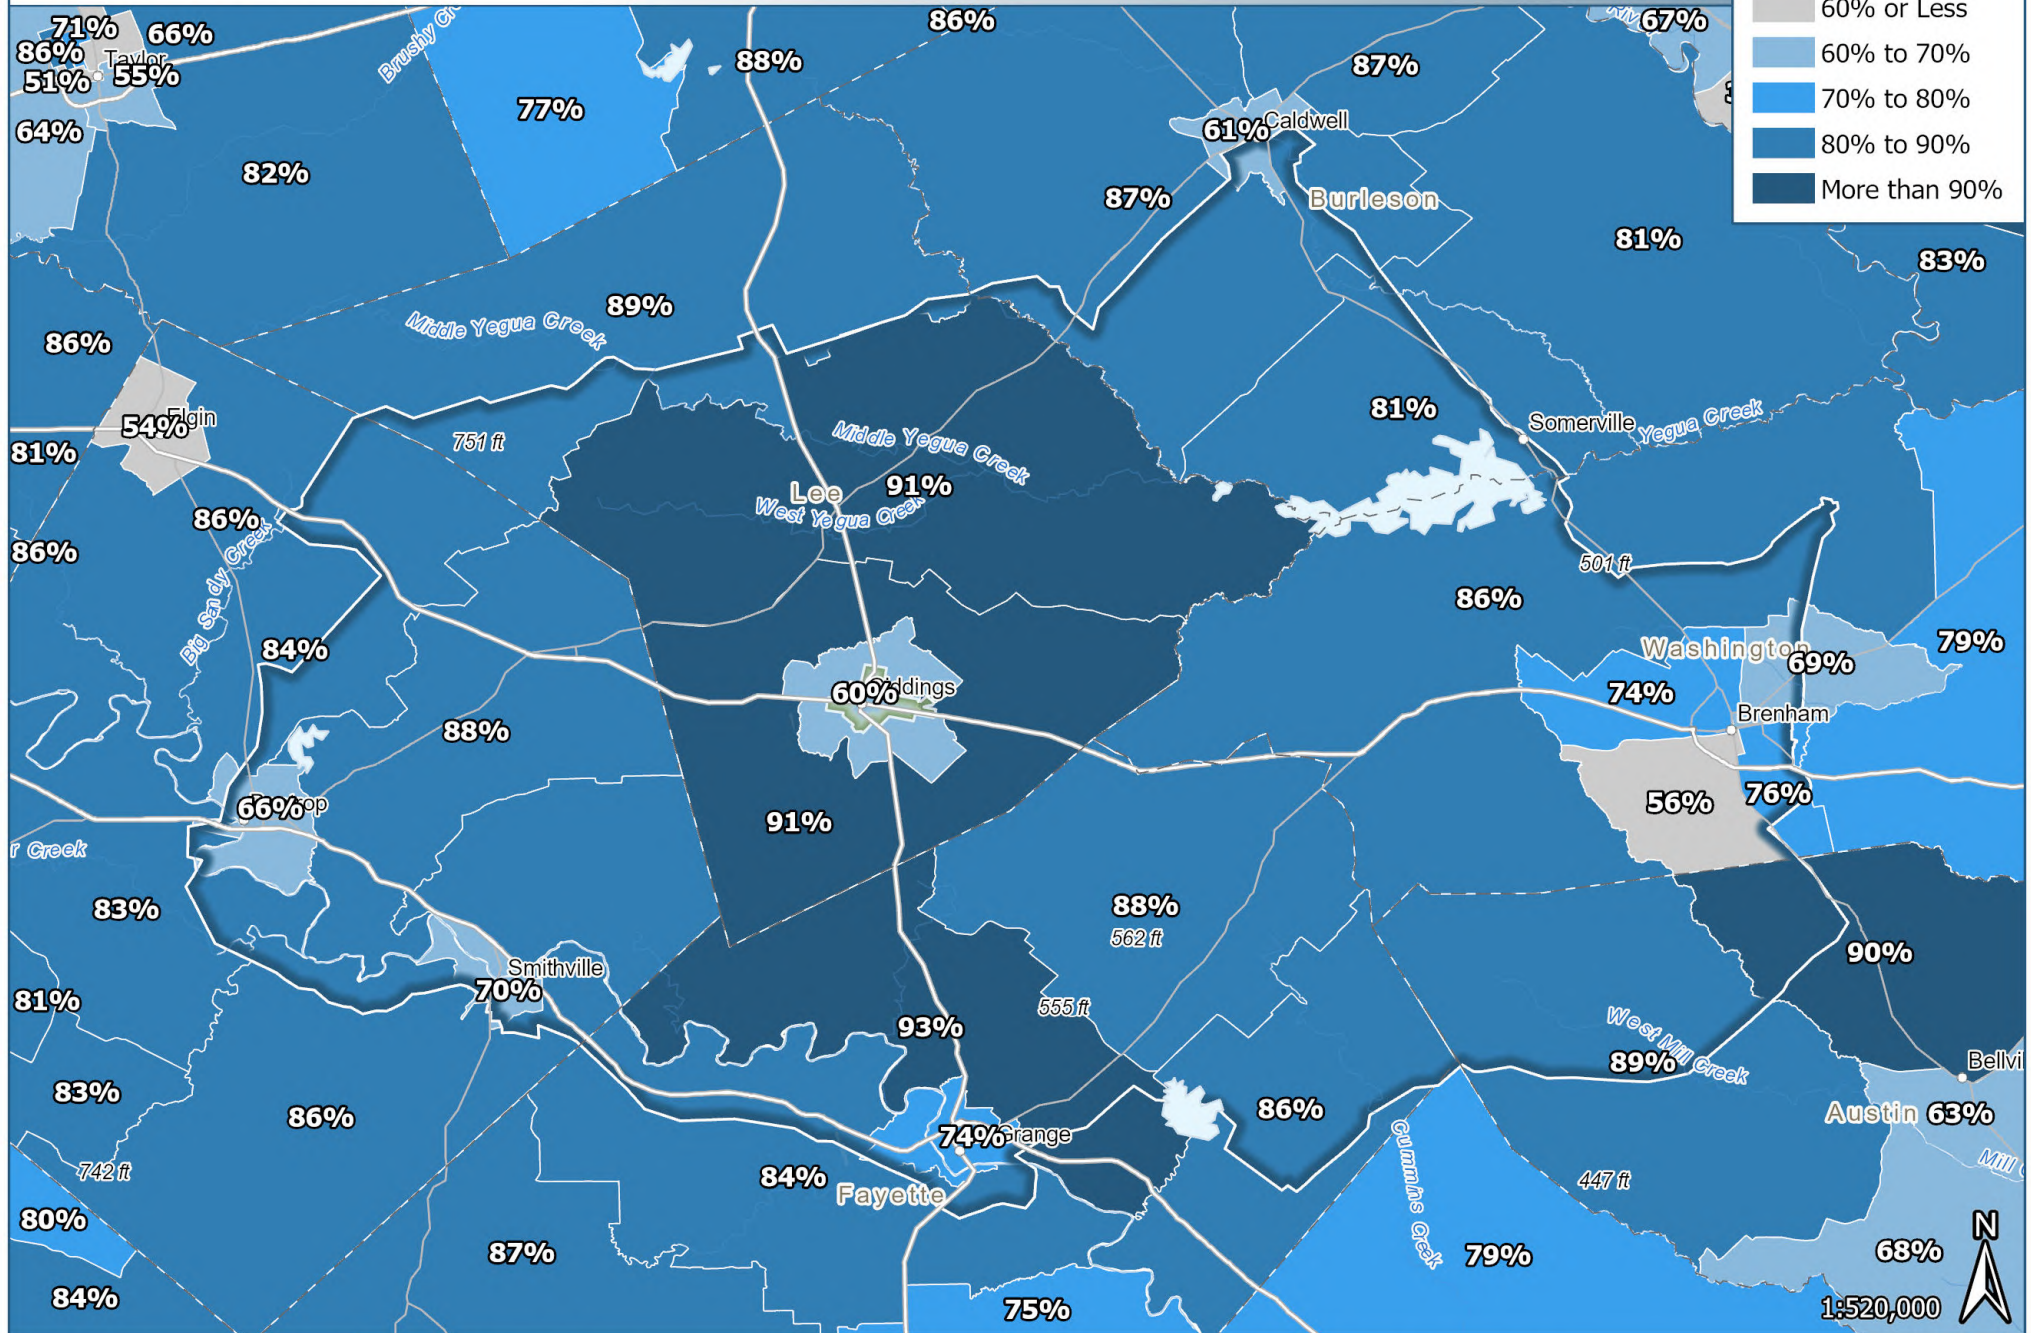 60% or Less
60% to 70%
70% to 80%
80% to 90%
More than 90%
71%
66%
86%
Taylor
51%
55%
64%
82%
77%
88%
86%
87%
67%
61%
Caldwell
87%
Burleson
81%
83%
89%
Middle Yegua Creek
86%
54%
Elgin
81%
751 ft
Middle Yegua Creek
Lee
91%
West Yegua Creek
81%
Somerville
Yegua Creek
86%
86%
Big Sandy Creek
501 ft
86%
84%
Washington
69%
79%
60%
74%
88%
Brenham
66%
91%
56%
76%
Creek
83%
88%
562 ft
90%
Smithville
70%
81%
555 ft
93%
West Mill Creek
89%
83%
86%
86%
Austin
63%
74%
Grange
742 ft
84%
Fayette
Cummins Creek
447 ft
Mill
80%
87%
79%
68%
N
84%
75%
1:520,000